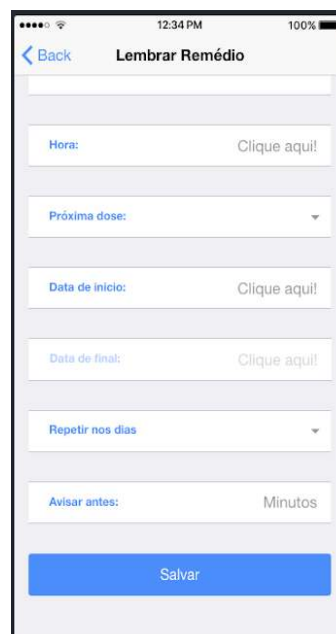 12:34 PM 100%
Back Lembrar Remédio
Hora: Clique aqui!
Próxima dose:
Data de inicio: Clique aqui!
Data de final: Clique aqui!
Repetir nos dias
Avisar antes: Minutos
Salvar